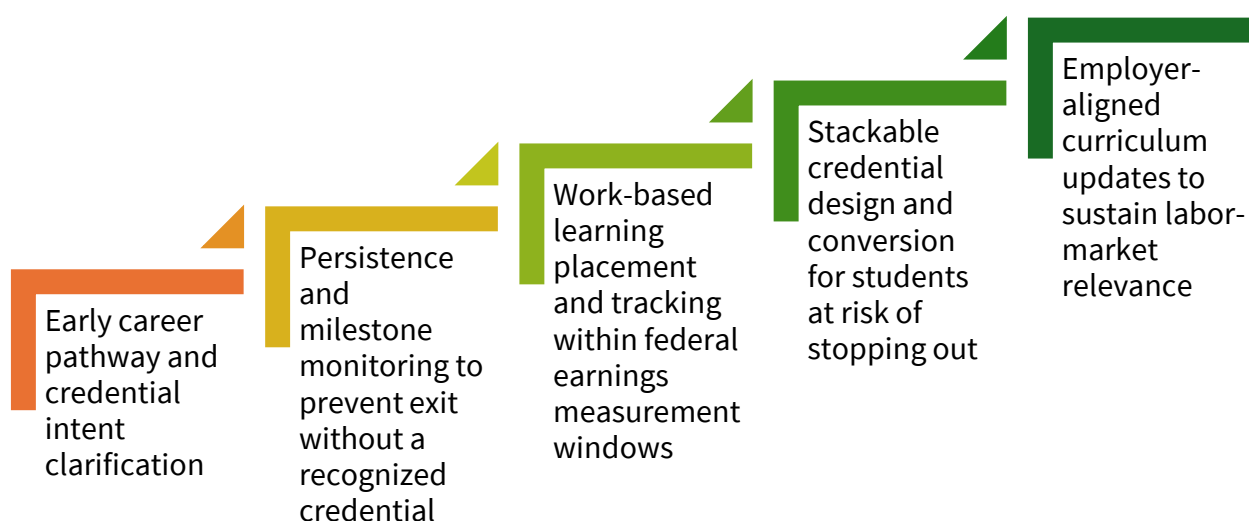 Early career
pathway and
credential
intent
clarification
Persistence
and
milestone
monitoring to
prevent exit
without a
recognized
credential
Work-based
learning
placement
and tracking
within federal
earnings
measurement
windows
Stackable
credential
design and
conversion
for students
at risk of
stopping out
Employer-
aligned
curriculum
updates to
sustain labor-
market
relevance